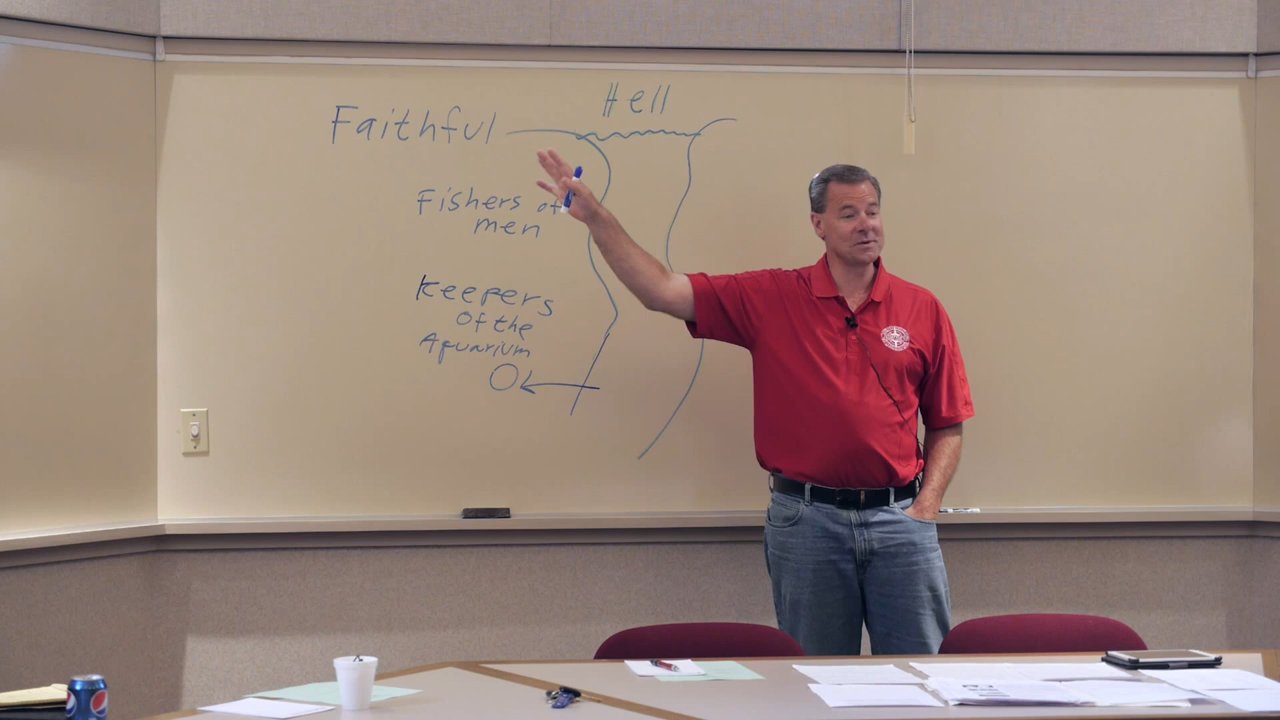 Hell
Faithful
Fishers of
men
Keepers
of the
Aquarium